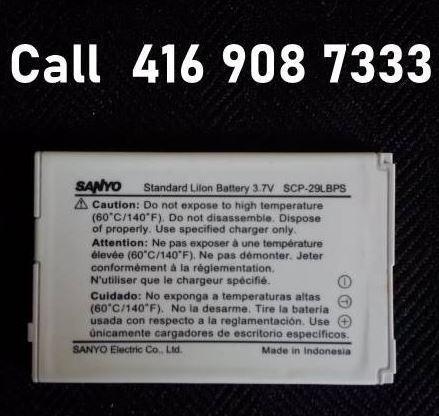 Call 416 908 7333
SANYO Standard LiIon Battery 3.7V SCP-29LBPS
⚠ Caution: Do not expose to high temperature
(60˚C/140˚F). Do not disassemble. Dispose
of properly. Use specified charger only.
Attention: Ne pas exposer à une température
élevée (60˚C/140˚F). Ne pas démonter. Jeter
conformément à la réglementation.
N'utiliser que le chargeur spécifié.
Cuidado: No exponga a temperaturas altas
(60˚C/140˚F). No la desarme. Tire la batería
usada con respecto a la reglamentación. Use
únicamente cargadores de escritorio específicos.
SANYO Electric Co., Ltd. Made in Indonesia